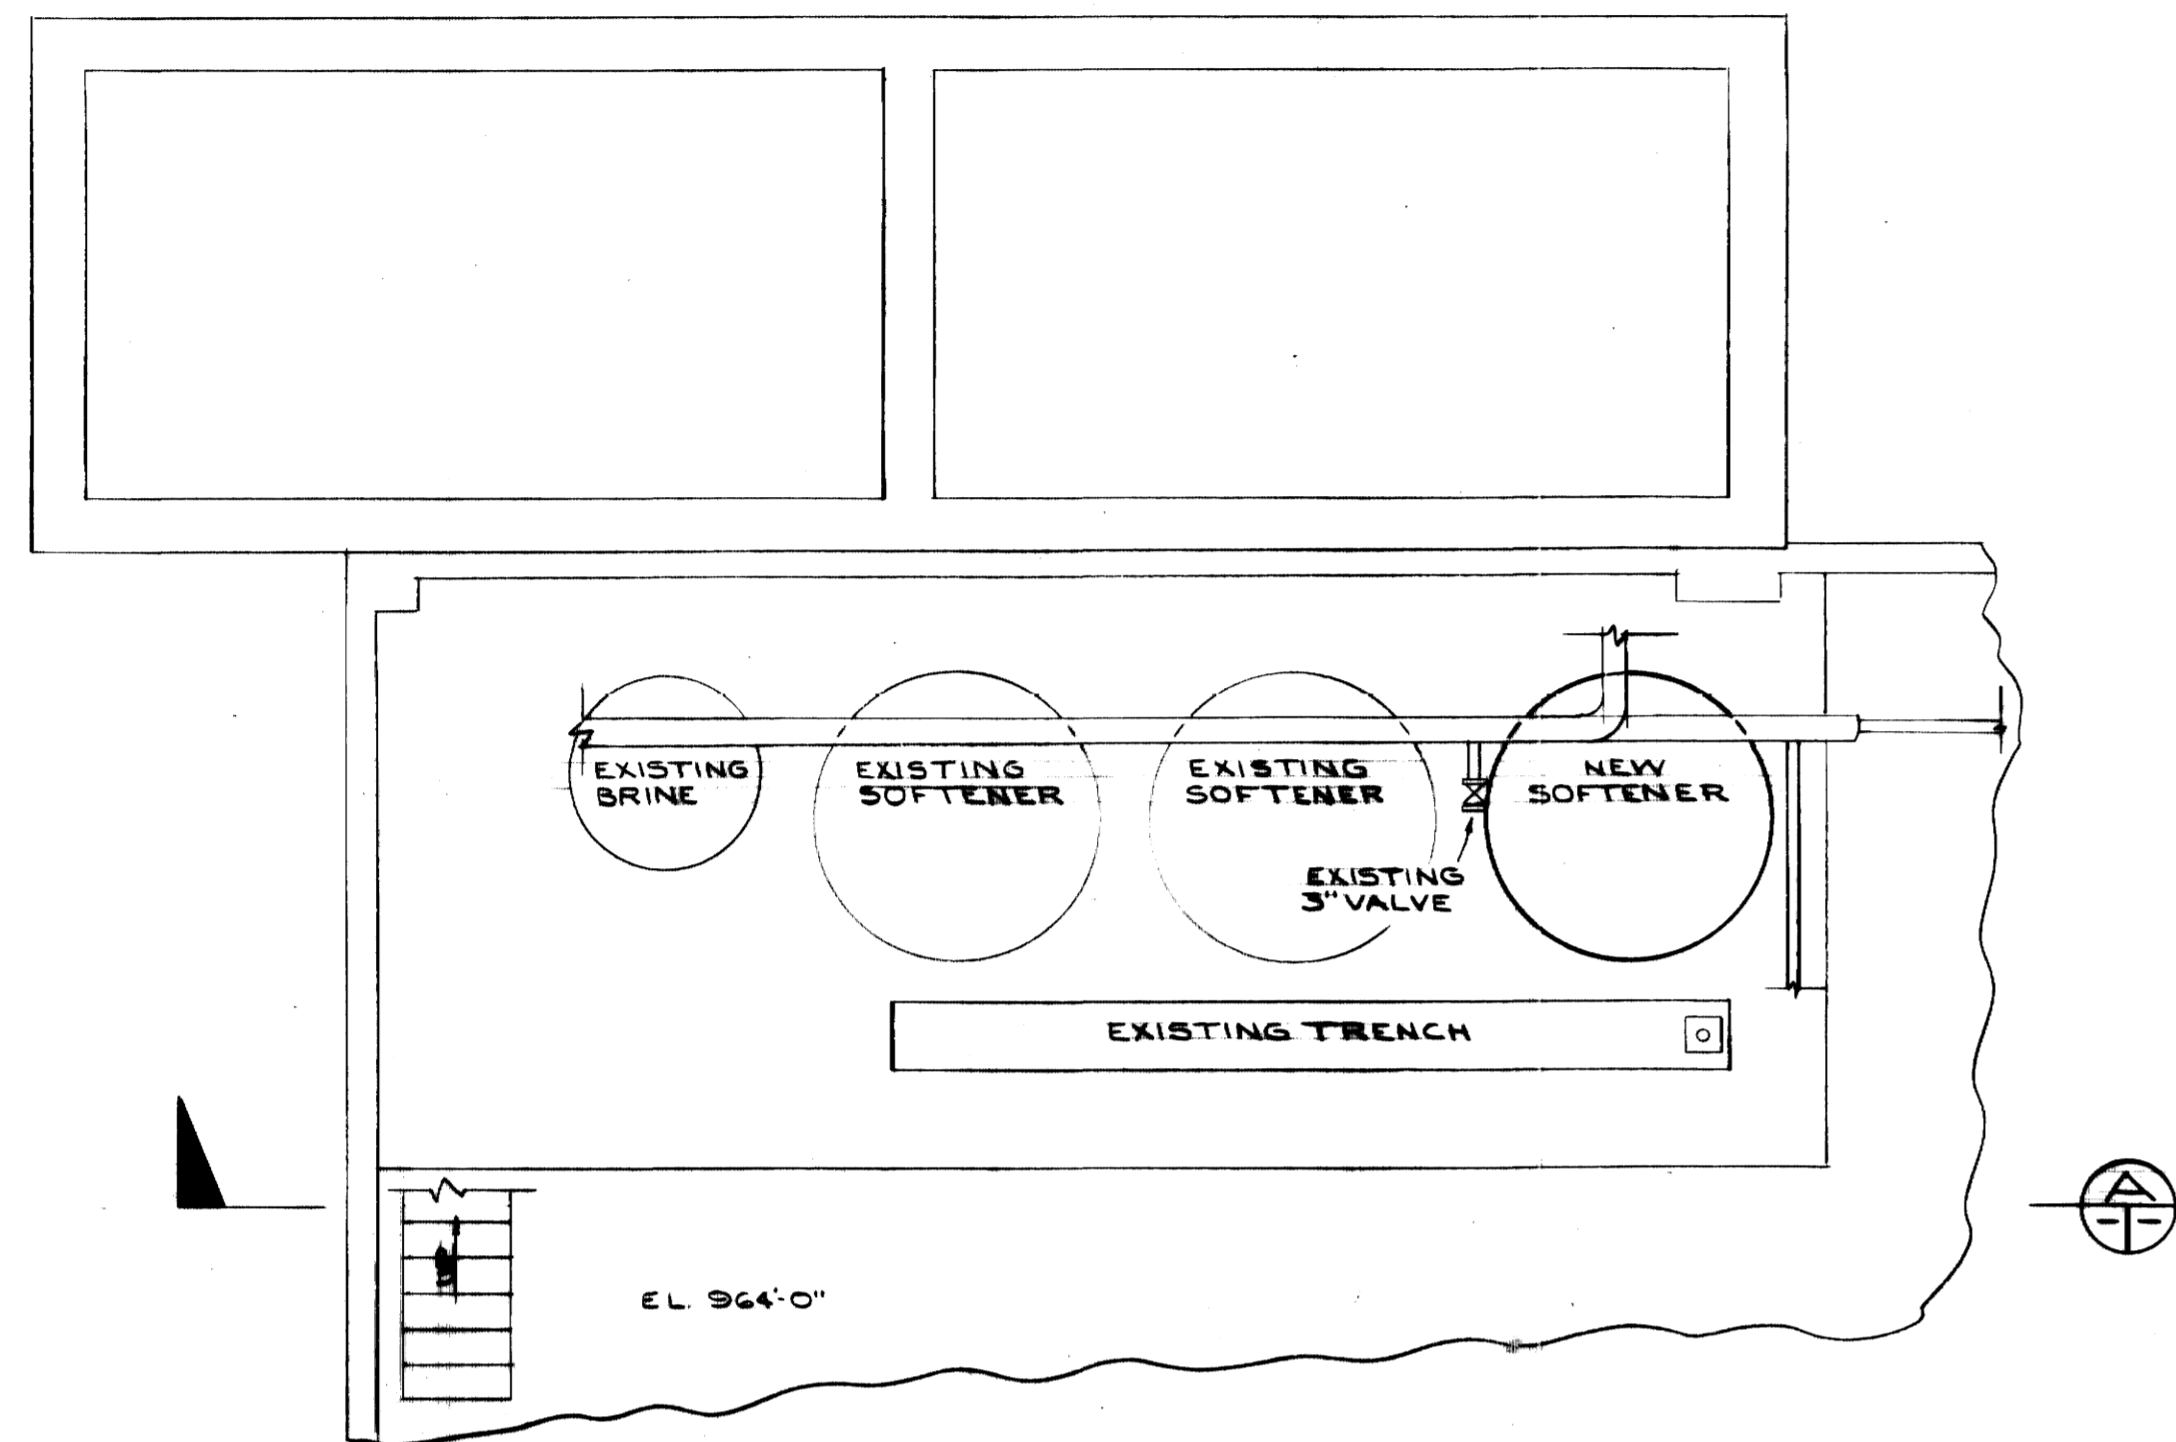 EXISTING
BRINE
EXISTING
SOFTENER
EXISTING
SOFTENER
NEW
SOFTENER
EXISTING
3" VALVE
EXISTING TRENCH
EL. 964'-0"
A